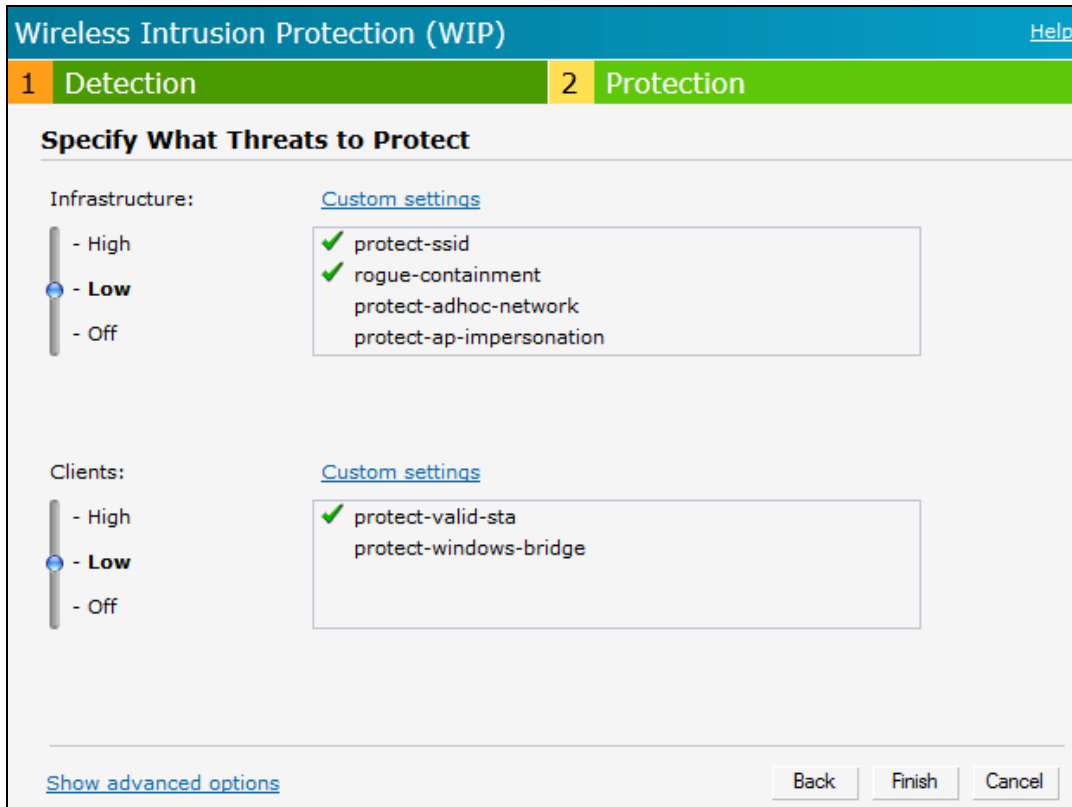 Wireless Intrusion Protection (WIP)
Help
1 Detection
2 Protection
Specify What Threats to Protect
Infrastructure:
Custom settings
- High
- Low
- Off
protect-ssid
rogue-containment
protect-adhoc-network
protect-ap-impersonation
Clients:
Custom settings
- High
- Low
- Off
protect-valid-sta
protect-windows-bridge
Show advanced options
Back
Finish
Cancel